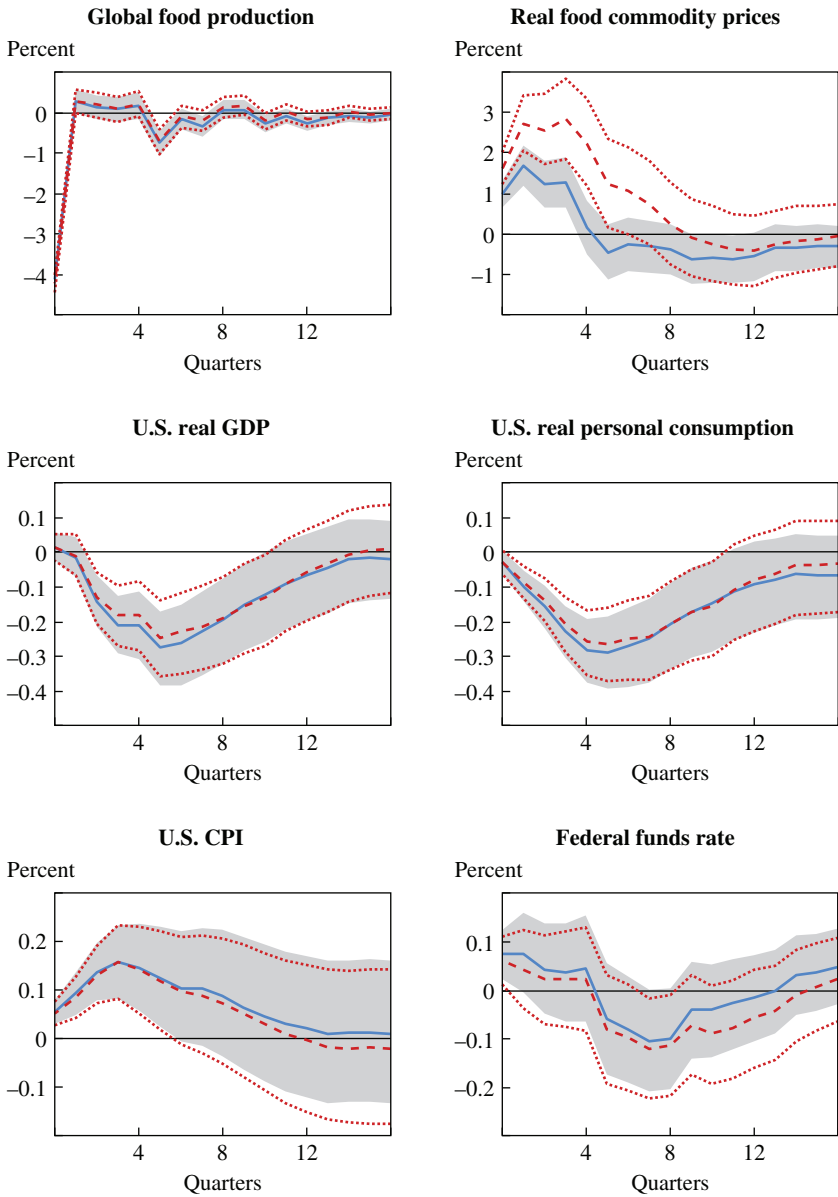 Global food production
Percent
0
−1
−2
−3
−4
4 8 12
Quarters
Real food commodity prices
Percent
3
2
1
0
−1
4 8 12
Quarters
U.S. real GDP
Percent
0.1
0
−0.1
−0.2
−0.3
−0.4
4 8 12
Quarters
U.S. real personal consumption
Percent
0.1
0
−0.1
−0.2
−0.3
−0.4
4 8 12
Quarters
U.S. CPI
Percent
0.2
0.1
0
−0.1
4 8 12
Quarters
Federal funds rate
Percent
0.1
0
−0.1
−0.2
4 8 12
Quarters